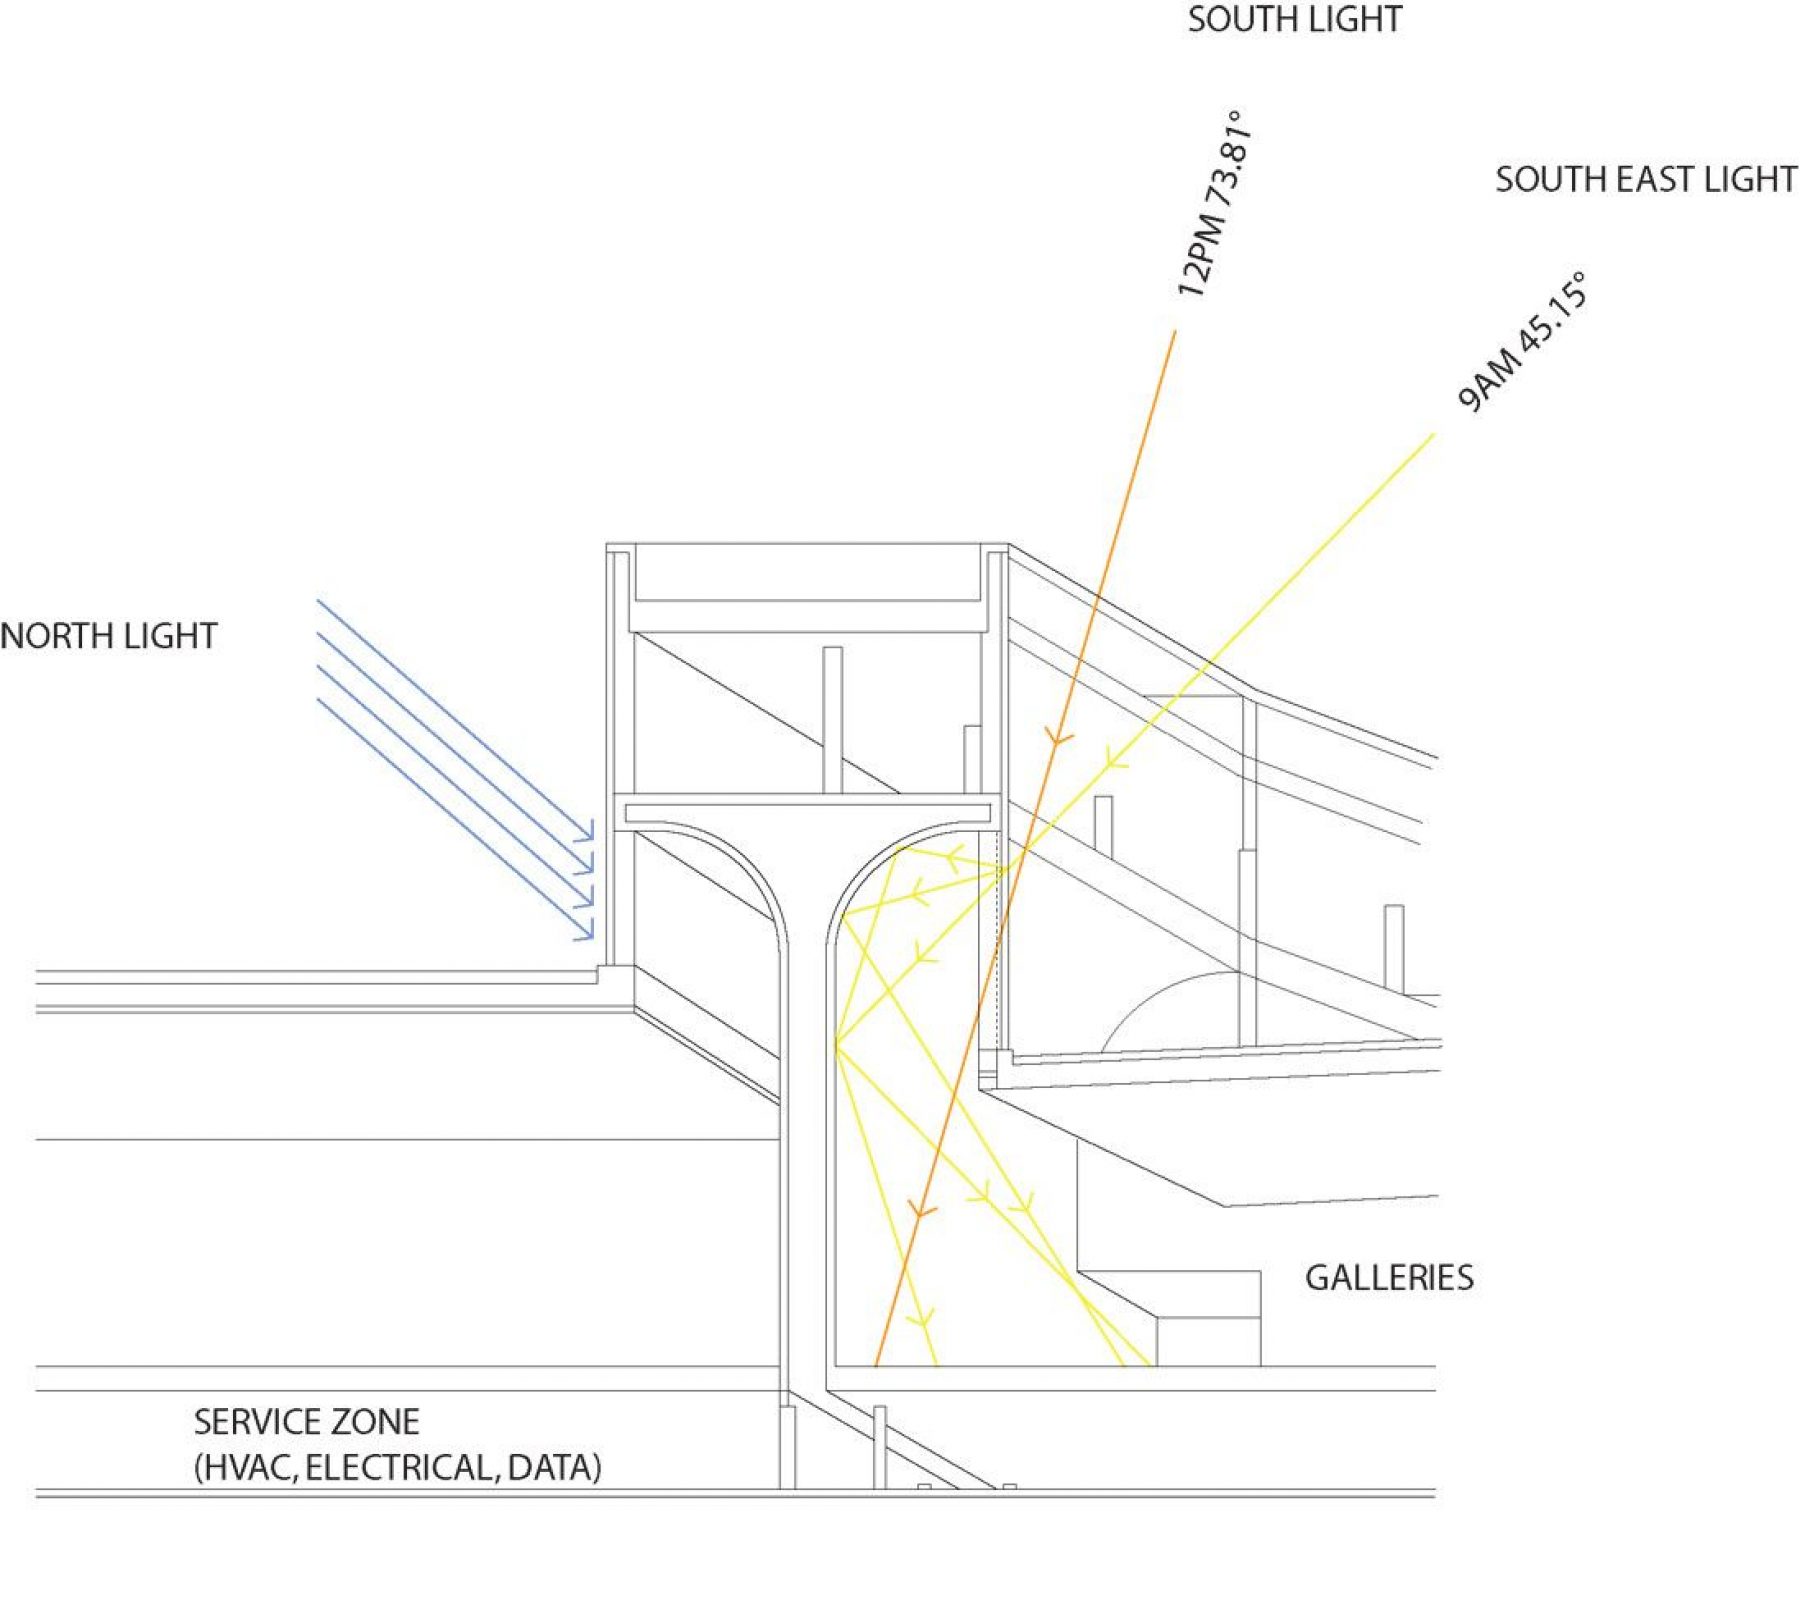 SOUTH LIGHT
12PM 73.81°
SOUTH EAST LIGHT
9AM 45.15°
NORTH LIGHT
GALLERIES
SERVICE ZONE
(HVAC, ELECTRICAL, DATA)